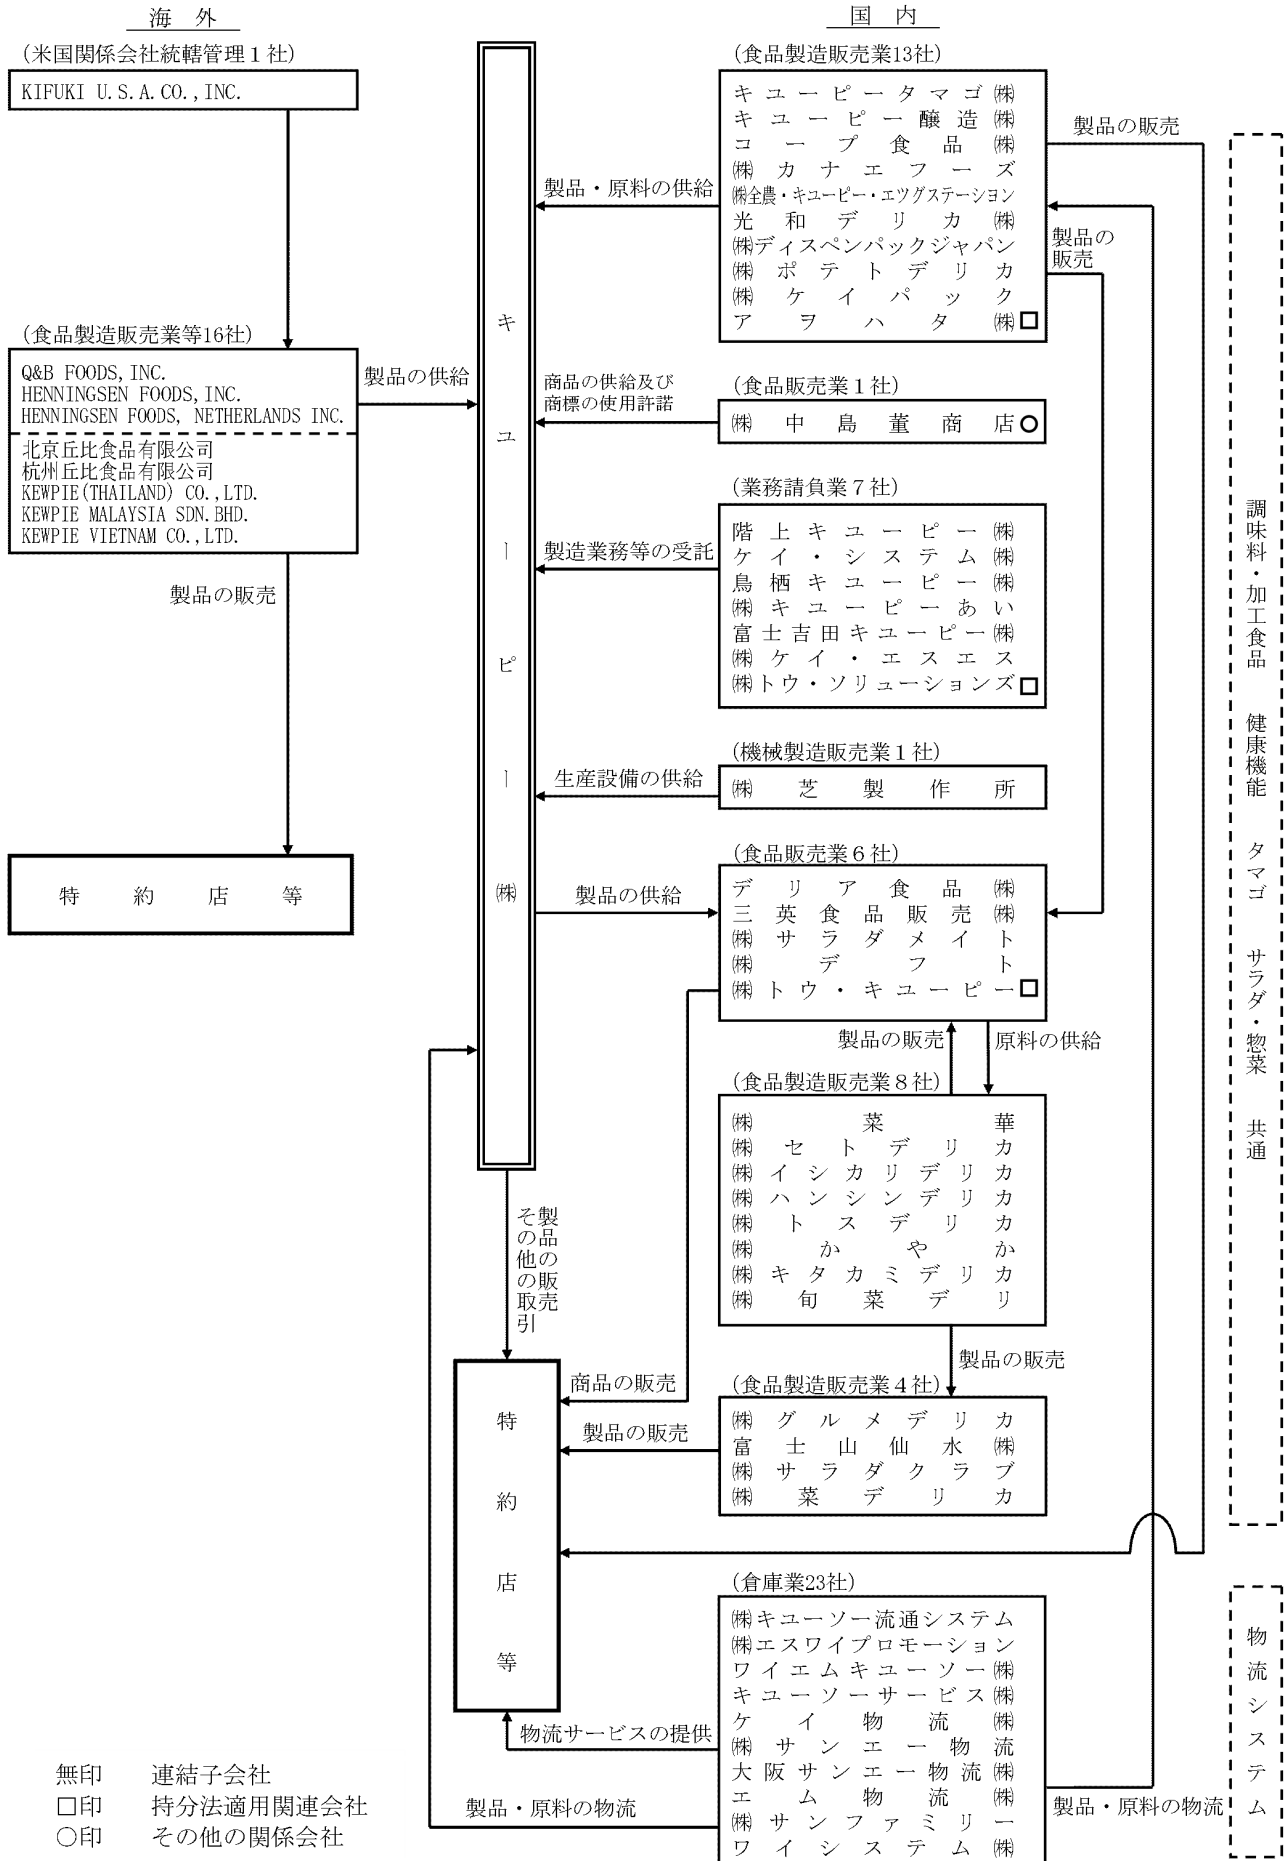 海外
(米国関係会社統轄管理1社)
KIFUKI U.S.A.CO.,INC.
(食品製造販売業等16社)
Q&B FOODS,INC.
HENNINGSEN FOODS,INC.
HENNINGSEN FOODS, NETHERLANDS INC.
北京丘比食品有限公司
杭州丘比食品有限公司
KEWPIE(THAILAND) CO.,LTD.
KEWPIE MALAYSIA SDN.BHD.
KEWPIE VIETNAM CO.,LTD.
製品の供給
製品の販売
特約店等
キユーピー㈱
国内
(食品製造販売業13社)
キユーピータマゴ㈱
キユーピー醸造㈱
コープ食品㈱
㈱カナエフーズ
㈱全農・キユーピー・エツグステーション
光和デリカ㈱
㈱ディスペンパックジャパン
㈱ポテトデリカ
㈱ケイパック
アヲハタ㈱□
製品・原料の供給
製品の販売
製品の
販売
(食品販売業1社)
㈱中島董商店○
商品の供給及び
商標の使用許諾
(業務請負業7社)
階上キユーピー㈱
ケイ・システム㈱
鳥栖キユーピー㈱
㈱キユーピーあい
富士吉田キユーピー㈱
㈱ケイ・エスエス
㈱トウ・ソリューションズ□
製造業務等の受託
(機械製造販売業1社)
㈱芝製作所
生産設備の供給
(食品販売業6社)
デリア食品㈱
三英食品販売㈱
㈱サラダメイト
㈱デフト
㈱トウ・キユーピー□
製品の供給
製品の販売
原料の供給
(食品製造販売業8社)
㈱菜華
㈱セトデリカ
㈱イシカリデリカ
㈱ハンシンデリカ
㈱トスデリカ
㈱かやか
㈱キタカミデリカ
㈱旬菜デリ
製品の販売
その他の取引
製品の販売
(食品製造販売業4社)
㈱グルメデリカ
富士山仙水㈱
㈱サラダクラブ
㈱菜デリカ
商品の販売
製品の販売
特約店等
(倉庫業23社)
㈱キユーソー流通システム
㈱エスワイプロモーション
ワイエムキユーソー㈱
キユーソーサービス㈱
ケイ物流㈱
㈱サンエー物流
大阪サンエー物流㈱
エム物流㈱
㈱サンファミリー
ワイシステム㈱
物流サービスの提供
製品・原料の物流
製品・原料の物流
調味料・加工食品 健康機能 タマゴ サラダ・惣菜 共通
物流システム
無印 連結子会社
□印 持分法適用関連会社
○印 その他の関係会社